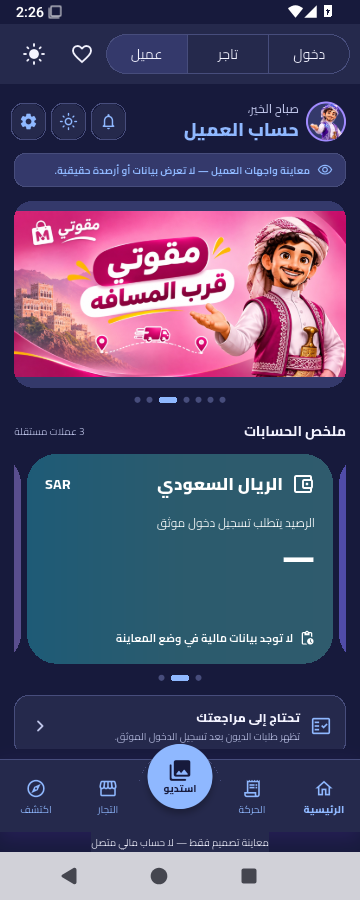 2:26
دخول
تاجر
عميل
صباح الخير،
حساب العميل
معاينة واجهات العميل — لا تعرض بيانات أو أرصدة حقيقية.
مقوتي
مقوتي
قرب المسافه
ملخص الحسابات
3 عملات مستقلة
الريال السعودي
SAR
الرصيد يتطلب تسجيل دخول موثق
—
لا توجد بيانات مالية في وضع المعاينة
تحتاج إلى مراجعتك
تظهر طلبات الديون بعد تسجيل الدخول الموثق.
الرئيسية
الحركة
استديو
التجار
اكتشف
معاينة تصميم فقط — لا حساب مالي متصل